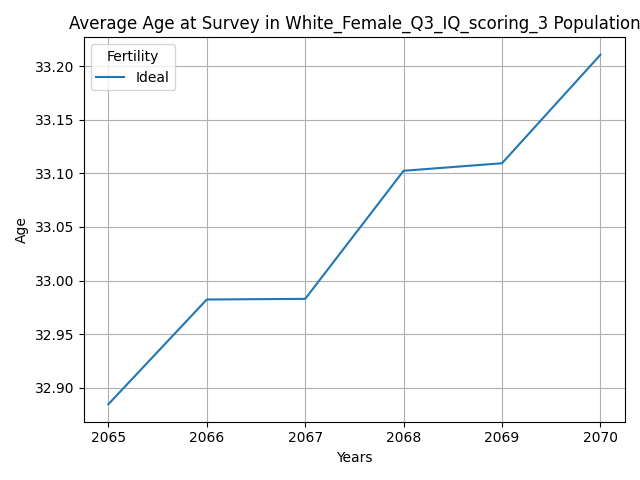 Average Age at Survey in White_Female_Q3_IQ_scoring_3 Population
Fertility
Ideal
33.20
33.15
33.10
33.05
33.00
32.95
32.90
Age
2065 2066 2067 2068 2069 2070
Years